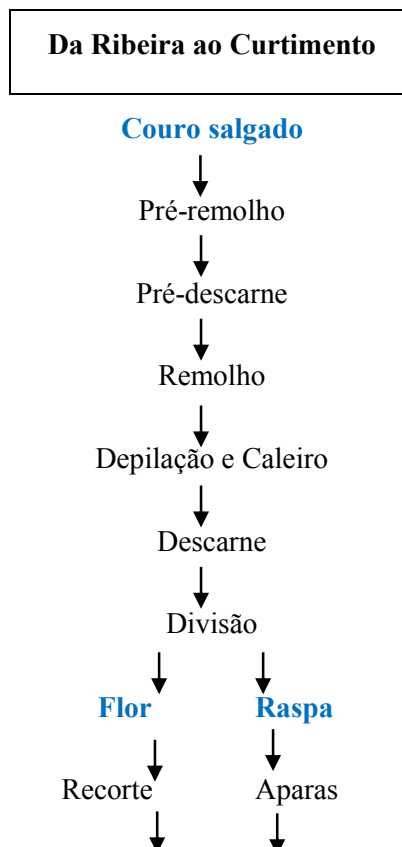 Da Ribeira ao Curtimento
Couro salgado
Pré-remolho
Pré-descarne
Remolho
Depilação e Caleiro
Descarne
Divisão
Flor Raspa
Recorte Aparas